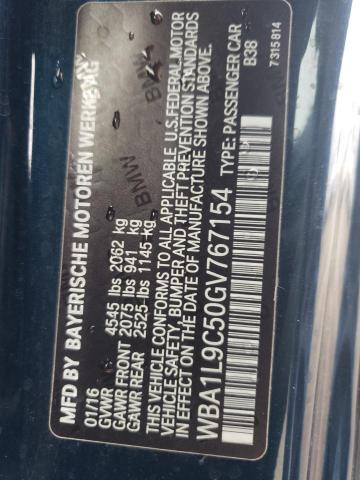 MFD BY BAYERISCHE MOTOREN WERKE AG
01/16
GVWR 4545 lbs 2062 kg
GAWR FRONT 2075 lbs 941 kg
GAWR REAR 2525 lbs 1145 kg
THIS VEHICLE CONFORMS TO ALL APPLICABLE U.S.FEDERAL MOTOR
VEHICLE SAFETY, BUMPER AND THEFT PREVENTION STANDARDS
IN EFFECT ON THE DATE OF MANUFACTURE SHOWN ABOVE.
WBA1L9C50GV767154 TYPE: PASSENGER CAR
B38
7315814
BMW
BMW